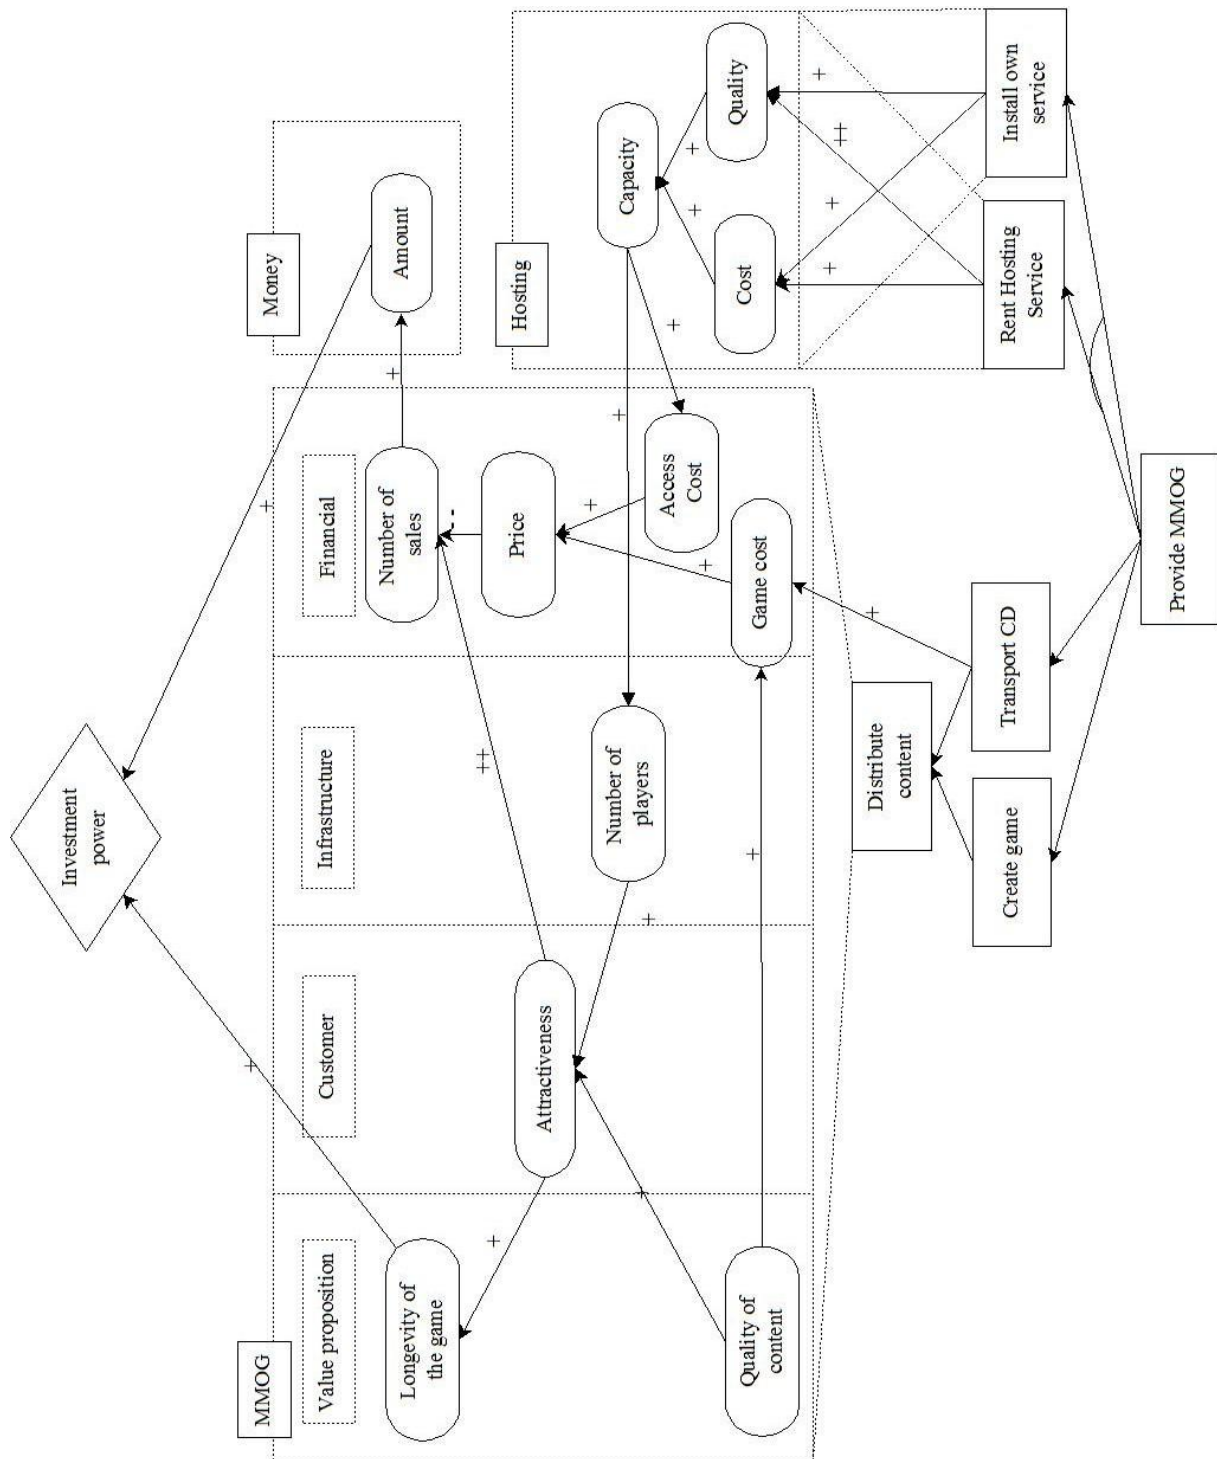 Investment
power
+
+
MMOG
Money
Value proposition
Customer
Infrastructure
Financial
Longevity of
the game
Number of
sales
+
Amount
+
++
--
Attractiveness
Price
Hosting
+
+
Number of
players
Capacity
+
+
+
Access
Cost
+
+
+
Quality of
content
+
Game cost
Cost
Quality
+
+
++
+
+
Distribute
content
Create game
Transport CD
Rent Hosting
Service
Install own
service
Provide MMOG